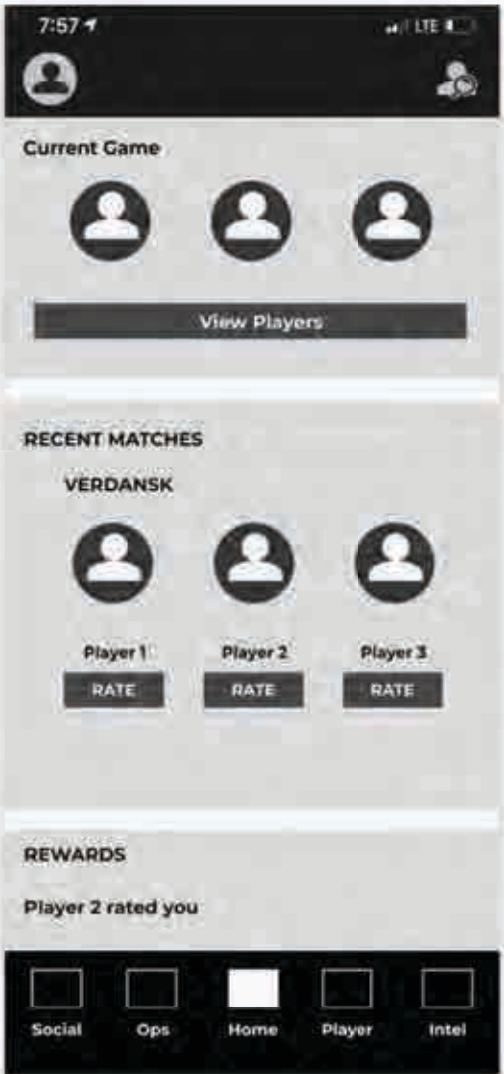 7:57 LTE
Current Game
View Players
RECENT MATCHES
VERDANSK
Player 1 Player 2 Player 3
RATE RATE RATE
REWARDS
Player 2 rated you
Social Ops Home Player Intel